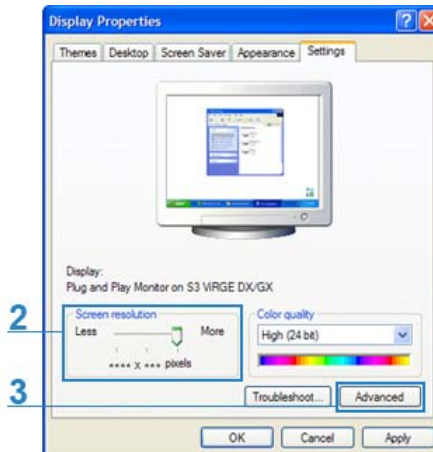 Display Properties
Themes Desktop Screen Saver Appearance Settings
Display:
Plug and Play Monitor on S3 VIRGE DX/GX
2
Screen resolution
Less More
**** x *** pixels
Color quality
High (24 bit)
3
Troubleshoot... Advanced
OK Cancel Apply